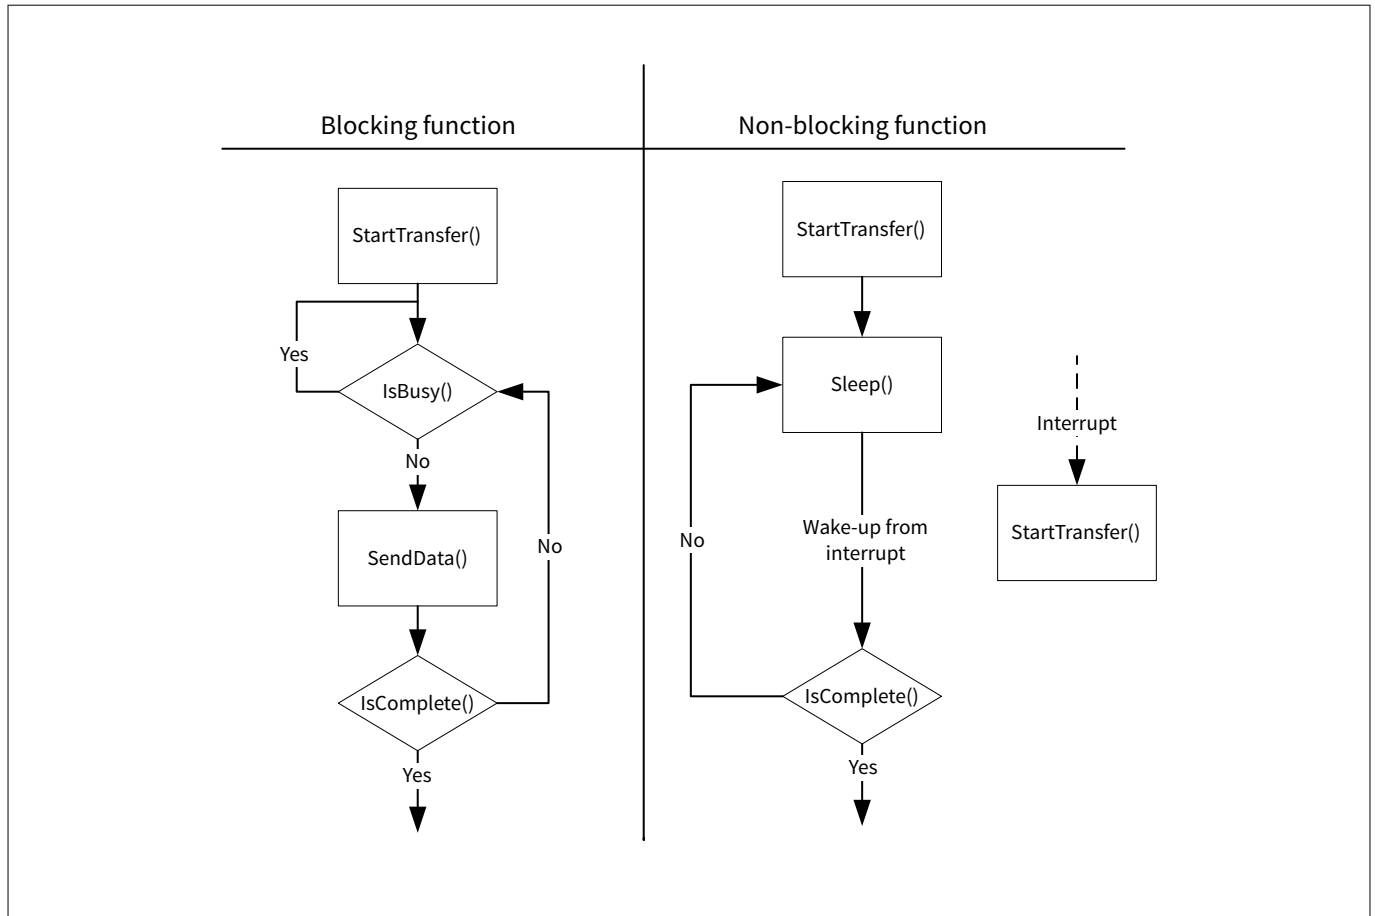 Blocking function
StartTransfer()
Yes
IsBusy()
No
SendData()
No
IsComplete()
Yes
Non-blocking function
StartTransfer()
Sleep()
Wake-up from
interrupt
No
IsComplete()
Yes
Interrupt
StartTransfer()